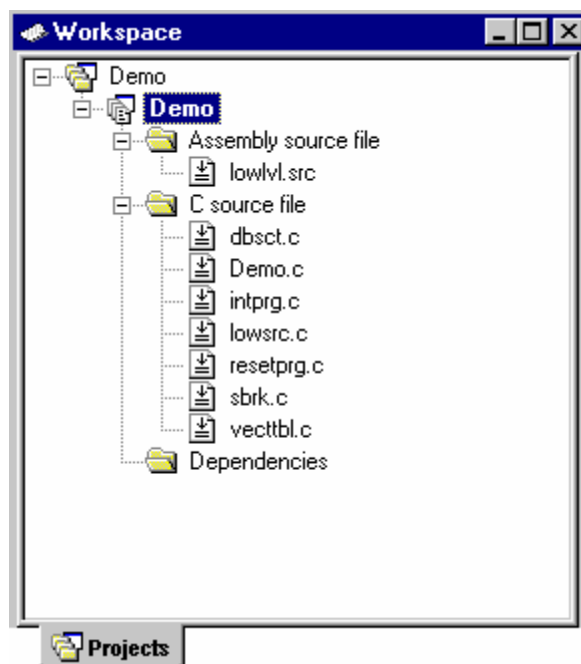 Workspace
Demo
Demo
Assembly source file
lowlvl.src
C source file
dbsct.c
Demo.c
intprg.c
lowsrc.c
resetprg.c
sbrk.c
vecttbl.c
Dependencies
Projects